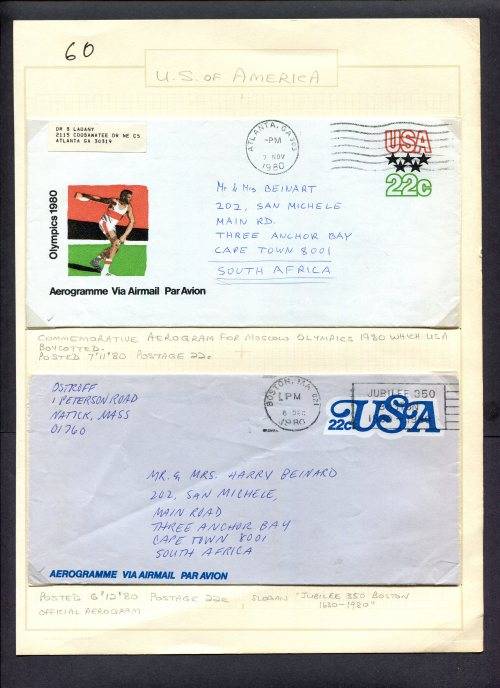 60
U.S. OF AMERICA
DR S LADANY
2115 COOSAWATEE DR NE C5
ATLANTA GA 30319
ATLANTA, GA 303
-PM
7 NOV
1980
USA
22c
Olympics 1980
Mr & Mrs BEINART
202, SAN MICHELE
MAIN RD.
THREE ANCHOR BAY
CAPE TOWN 8001
SOUTH AFRICA
Aerogramme Via Airmail Par Avion
COMMEMORATIVE AEROGRAM FOR MOSCOW OLYMPICS 1980 WHICH USA
BOYCOTTED.
POSTED 7"11"80 POSTAGE 22c
OSTROFF
1 PETERSON ROAD
NATICK, MASS
01760
BOSTON, MA 021
PM
6 DEC
1980
JUBILEE 350
22c USA
MR. & MRS. HARRY BEINARD
202, SAN MICHELE,
MAIN ROAD
THREE ANCHOR BAY
CAPE TOWN 8001
SOUTH AFRICA
AEROGRAMME VIA AIRMAIL PAR AVION
POSTED 6"12"80 POSTAGE 22c SLOGAN "JUBILEE 350 BOSTON
1630-1980"
OFFICIAL AEROGRAM